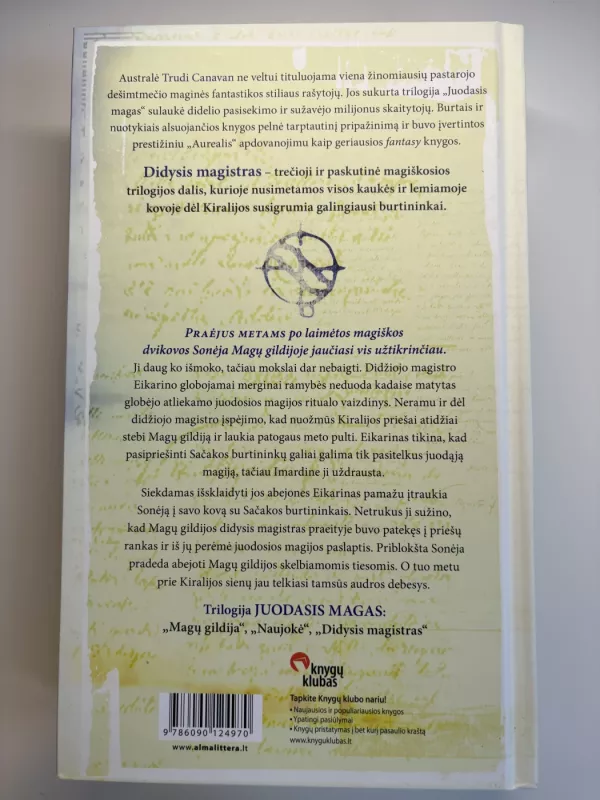 Australė Trudi Canavan ne veltui tituluojama viena žinomiausių pastarojo
dešimtmečio maginės fantastikos stiliaus rašytojų. Jos sukurta trilogija „Juodasis
magas“ sulaukė didelio pasisekimo ir sužavėjo milijonus skaitytojų. Burtais ir
nuotykiais alsuojančios knygos pelnė tarptautinį pripažinimą ir buvo įvertintos
prestižiniu „Aurealis“ apdovanojimu kaip geriausios fantasy knygos.
Didysis magistras – trečioji ir paskutinė magiškosios
trilogijos dalis, kurioje nusimetamos visos kaukės ir lemiamoje
kovoje dėl Kiralijos susigrumia galingiausi burtininkai.
PRAĖJUS METAMS po laimėtos magiškos
dvikovos Sonėja Magų gildijoje jaučiasi vis užtikrinčiau.
Ji daug ko išmoko, tačiau mokslai dar nebaigti. Didžiojo magistro
Eikarino globojamai merginai ramybės neduoda kadaise matytas
globėjo atliekamo juodosios magijos ritualo vaizdinys. Neramu ir dėl
didžiojo magistro įspėjimo, kad nuožmūs Kiralijos priešai atidžiai
stebi Magų gildiją ir laukia patogaus meto pulti. Eikarinas tikina, kad
pasipriešinti Sačakos burtininkų galiai galima tik pasitelkus juodąją
magiją, tačiau Imardine ji uždrausta.
Siekdamas išsklaidyti jos abejones Eikarinas pamažu įtraukia
Sonėją į savo kovą su Sačakos burtininkais. Netrukus ji sužino,
kad Magų gildijos didysis magistras praeityje buvo patekęs į priešų
rankas ir iš jų perėmė juodosios magijos paslaptis. Priblokšta Sonėja
pradeda abejoti Magų gildijos skelbiamomis tiesomis. O tuo metu
prie Kiralijos sienų jau telkiasi tamsūs audros debesys.
Trilogija JUODASIS MAGAS:
„Magų gildija“, „Naujokė“, „Didysis magistras“
knygų
klubas
Tapkite Knygų klubo nariu!
• Naujausios ir populiariausios knygos
• Ypatingi pasiūlymai
• Knygų pristatymas į bet kurį pasaulio kraštą
www.knyguklubas.lt
9 786090 124970
www.almalittera.lt